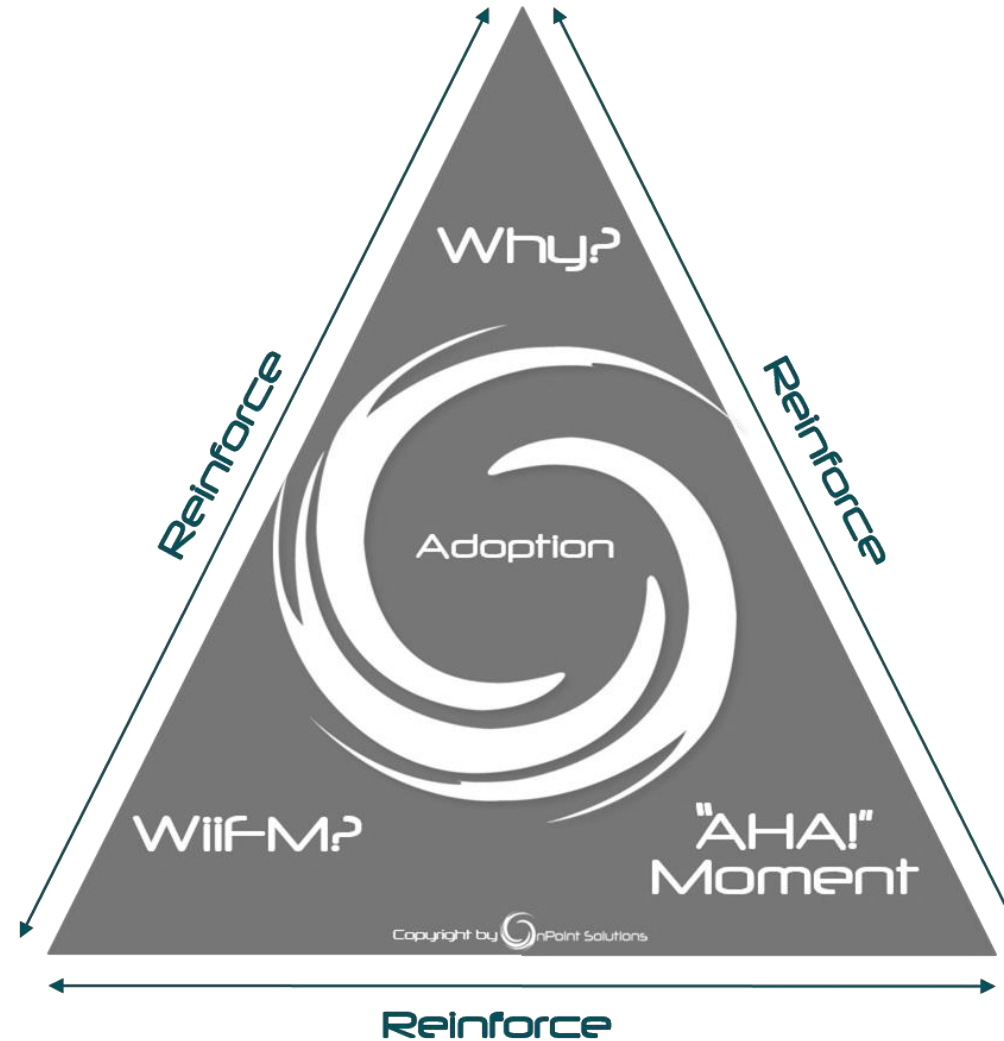 Why?
Reinforce
Reinforce
Adoption
WiiFM?
"AHA!"
Moment
Copyright by OnPoint Solutions
Reinforce